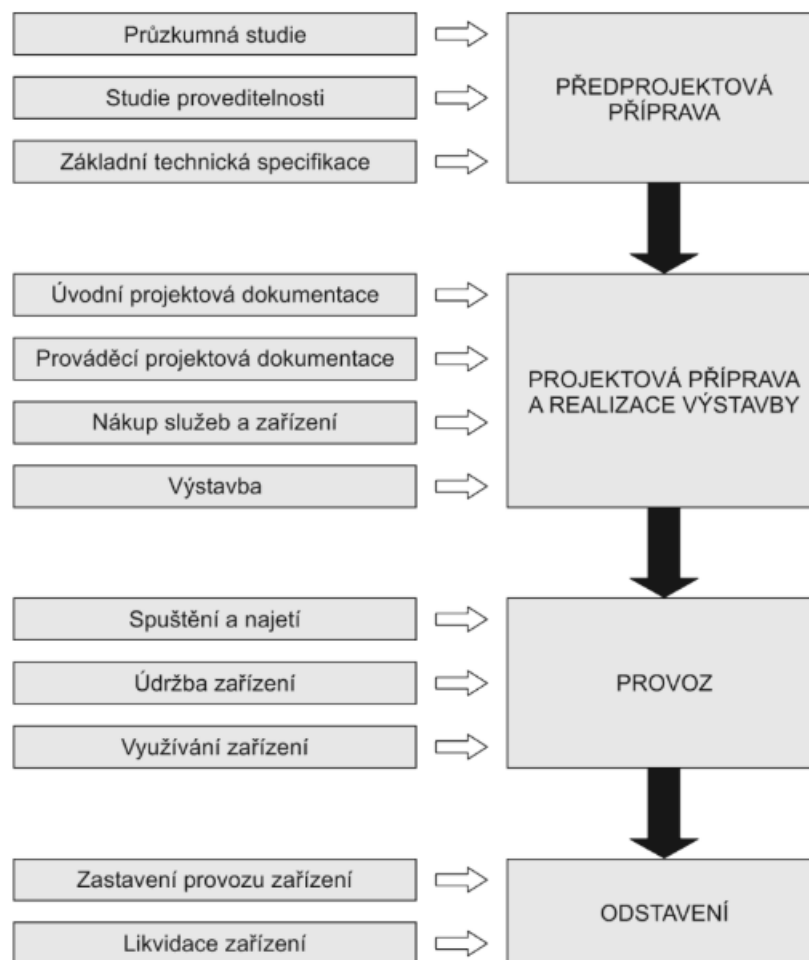 Průzkumná studie
Studie proveditelnosti
Základní technická specifikace
PŘEDPROJEKTOVÁ
PŘÍPRAVA
Úvodní projektová dokumentace
Prováděcí projektová dokumentace
Nákup služeb a zařízení
Výstavba
PROJEKTOVÁ PŘÍPRAVA
A REALIZACE VÝSTAVBY
Spuštění a najetí
Údržba zařízení
Využívání zařízení
PROVOZ
Zastavení provozu zařízení
Likvidace zařízení
ODSTAVENÍ